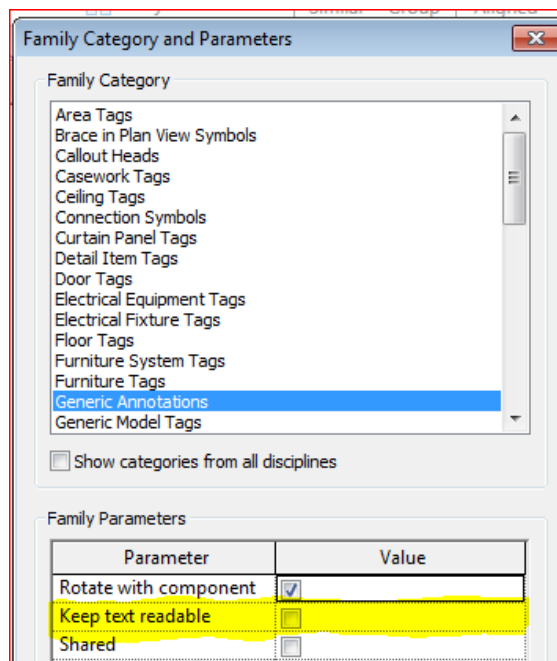 Similar
Group
Aligned
Family Category and Parameters
Family Category
Area Tags
Brace in Plan View Symbols
Callout Heads
Casework Tags
Ceiling Tags
Connection Symbols
Curtain Panel Tags
Detail Item Tags
Door Tags
Electrical Equipment Tags
Electrical Fixture Tags
Floor Tags
Furniture System Tags
Furniture Tags
Generic Annotations
Generic Model Tags
Show categories from all disciplines
Family Parameters
Parameter Value
Rotate with component
Keep text readable
Shared